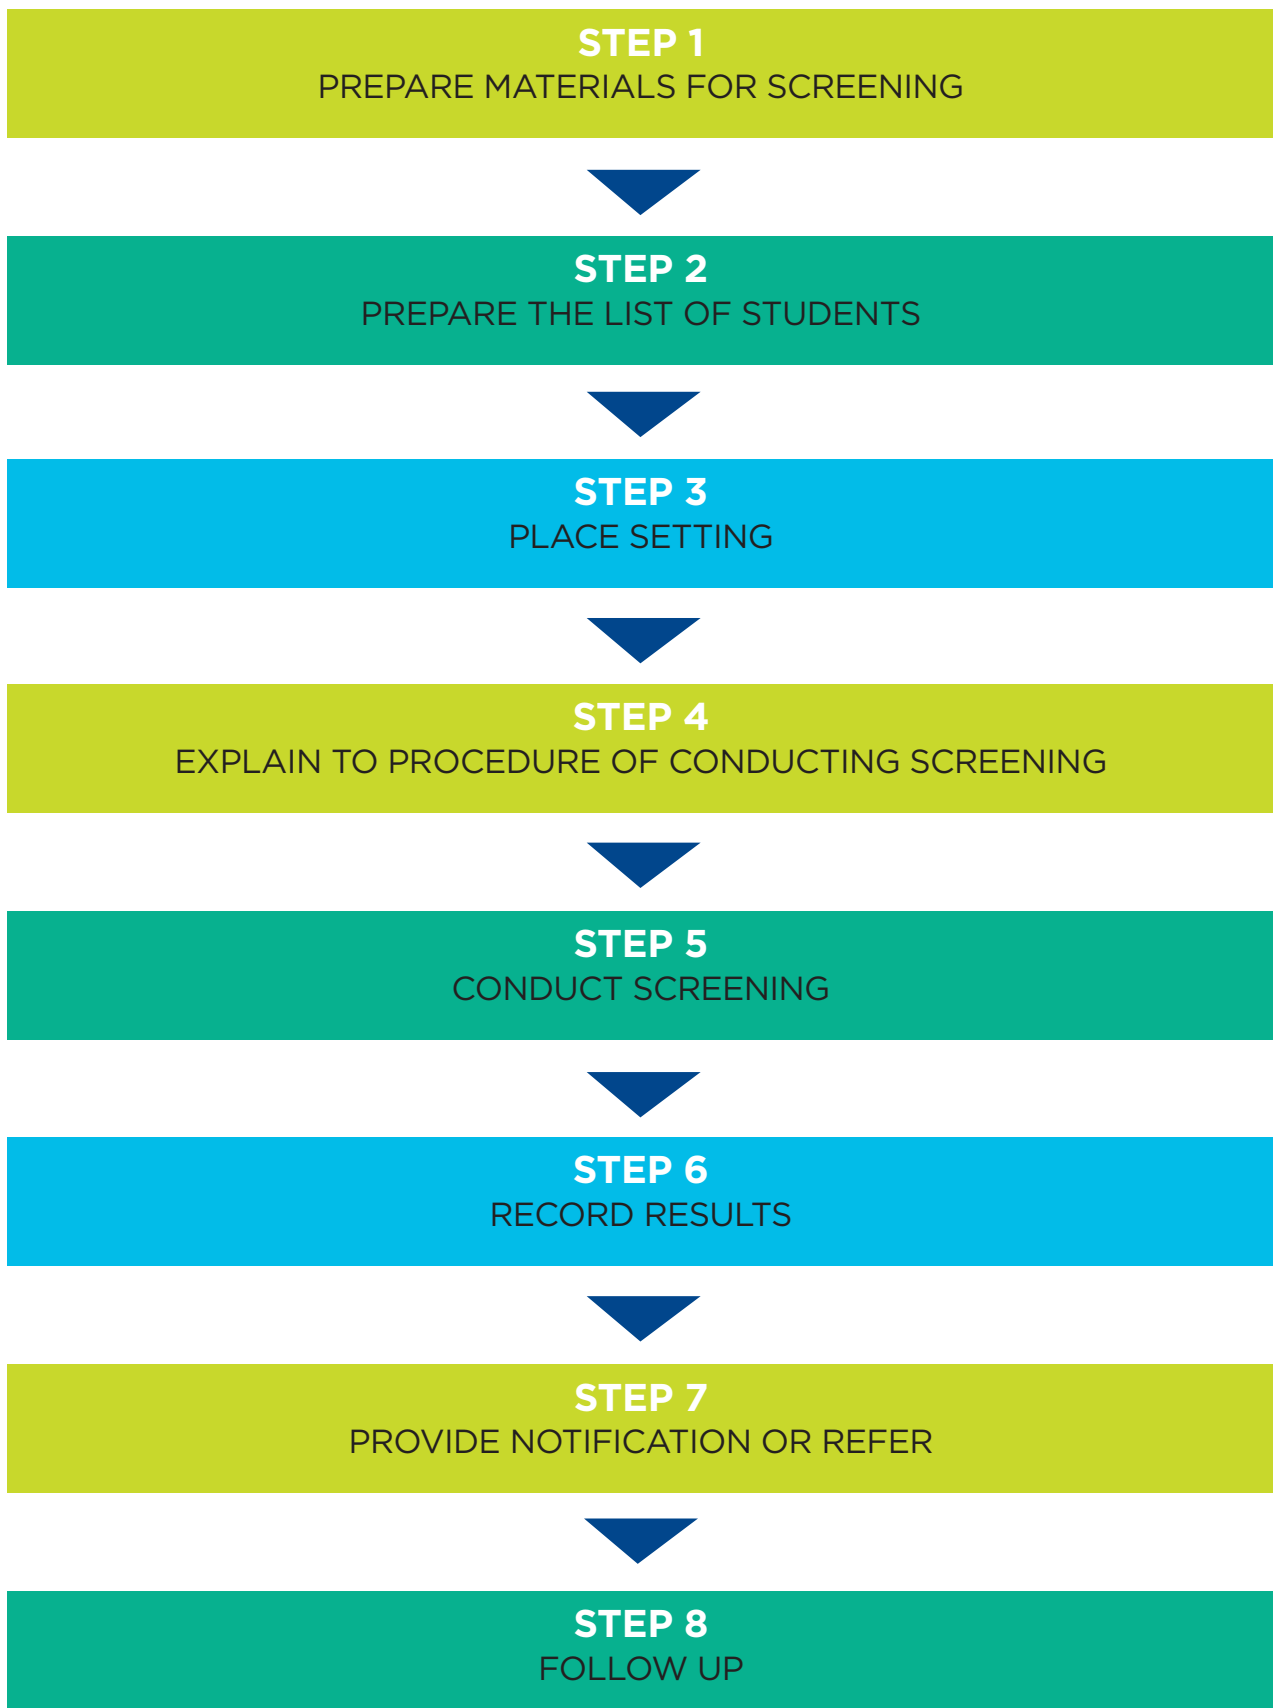 STEP 1
PREPARE MATERIALS FOR SCREENING
STEP 2
PREPARE THE LIST OF STUDENTS
STEP 3
PLACE SETTING
STEP 4
EXPLAIN TO PROCEDURE OF CONDUCTING SCREENING
STEP 5
CONDUCT SCREENING
STEP 6
RECORD RESULTS
STEP 7
PROVIDE NOTIFICATION OR REFER
STEP 8
FOLLOW UP